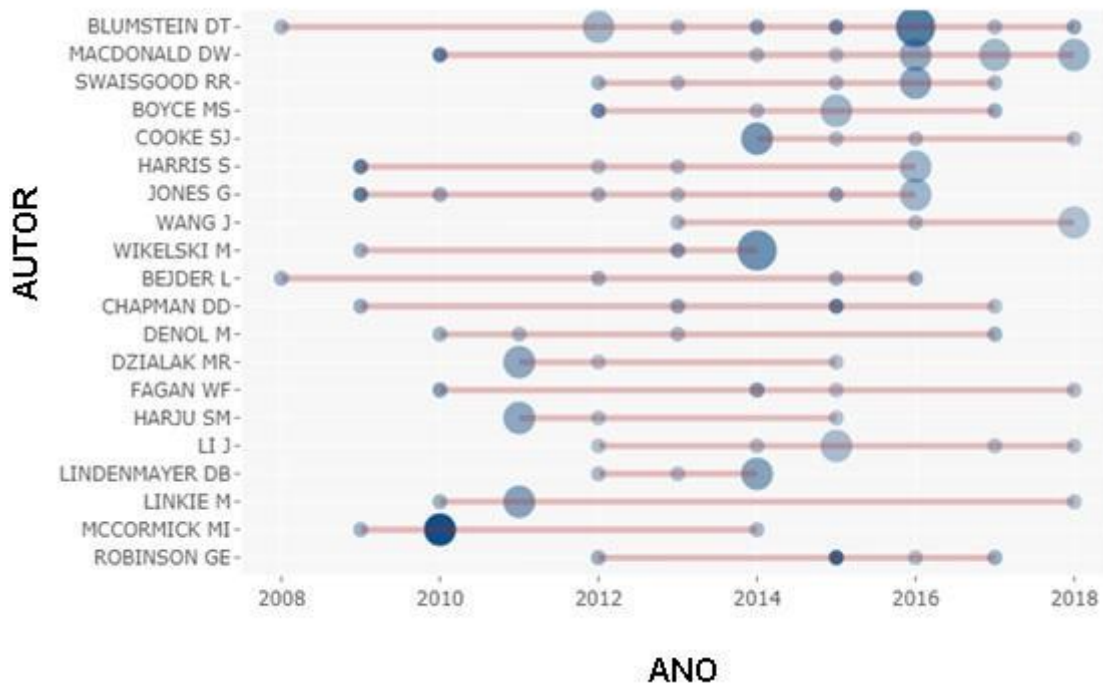 BLUMSTEIN DT
MACDONALD DW
SWAISGOOD RR
BOYCE MS
COOKE SJ
HARRIS S
JONES G
WANG J
WIKELSKI M
BEJDER L
CHAPMAN DD
DENOL M
DZIALAK MR
FAGAN WF
HARJU SM
LI J
LINDENMAYER DB
LINKIE M
MCCORMICK MI
ROBINSON GE
AUTOR
2008 2010 2012 2014 2016 2018
ANO